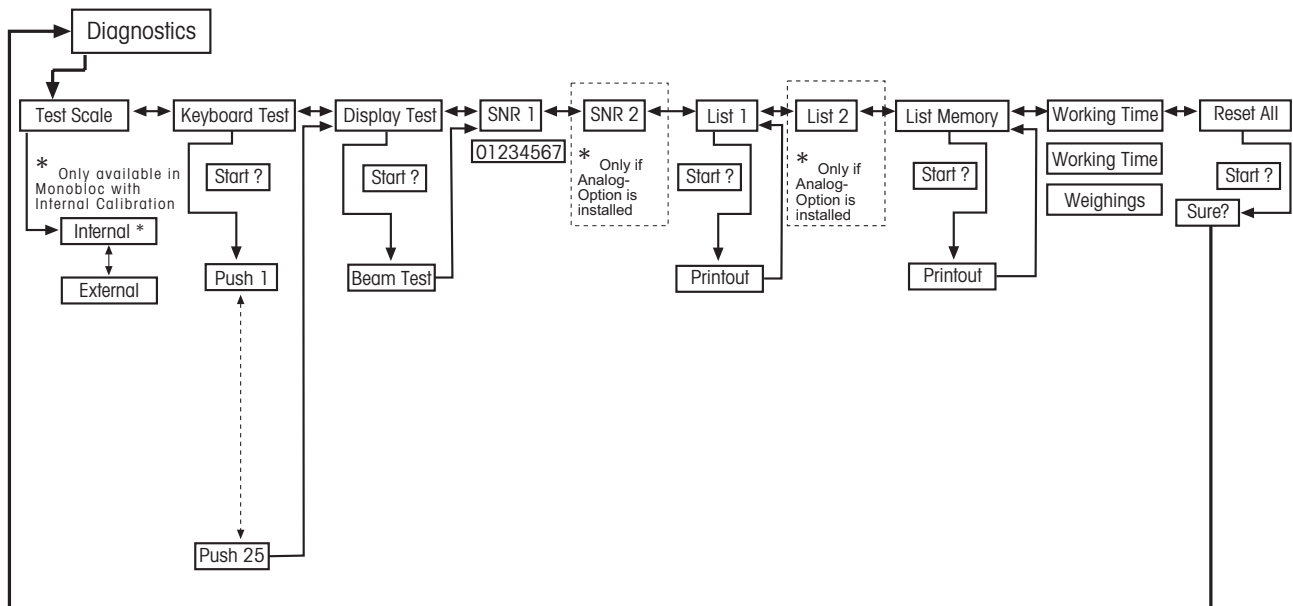 Diagnostics
Test Scale
Keyboard Test
Display Test
SNR 1
SNR 2
List 1
List 2
List Memory
Working Time
Reset All
* Only available in
Monobloc with
Internal Calibration
Internal *
External
Start ?
Push 1
Push 25
Start ?
Beam Test
01234567
* Only if
Analog-
Option is
installed
Start ?
Printout
* Only if
Analog-
Option is
installed
Start ?
Printout
Working Time
Weighings
Start ?
Sure?